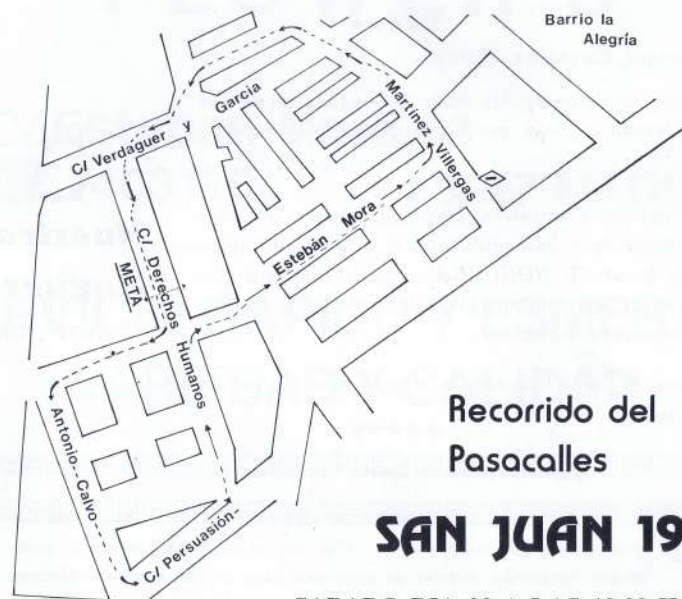 Barrio la
Alegría
C/ Verdaguer y García
Martínez Villergas
C/. Derechos Humanos
META
Estebán Mora
Antonio Calvo
C/ Persuasión
Recorrido del
Pasacalles
SAN JUAN 19